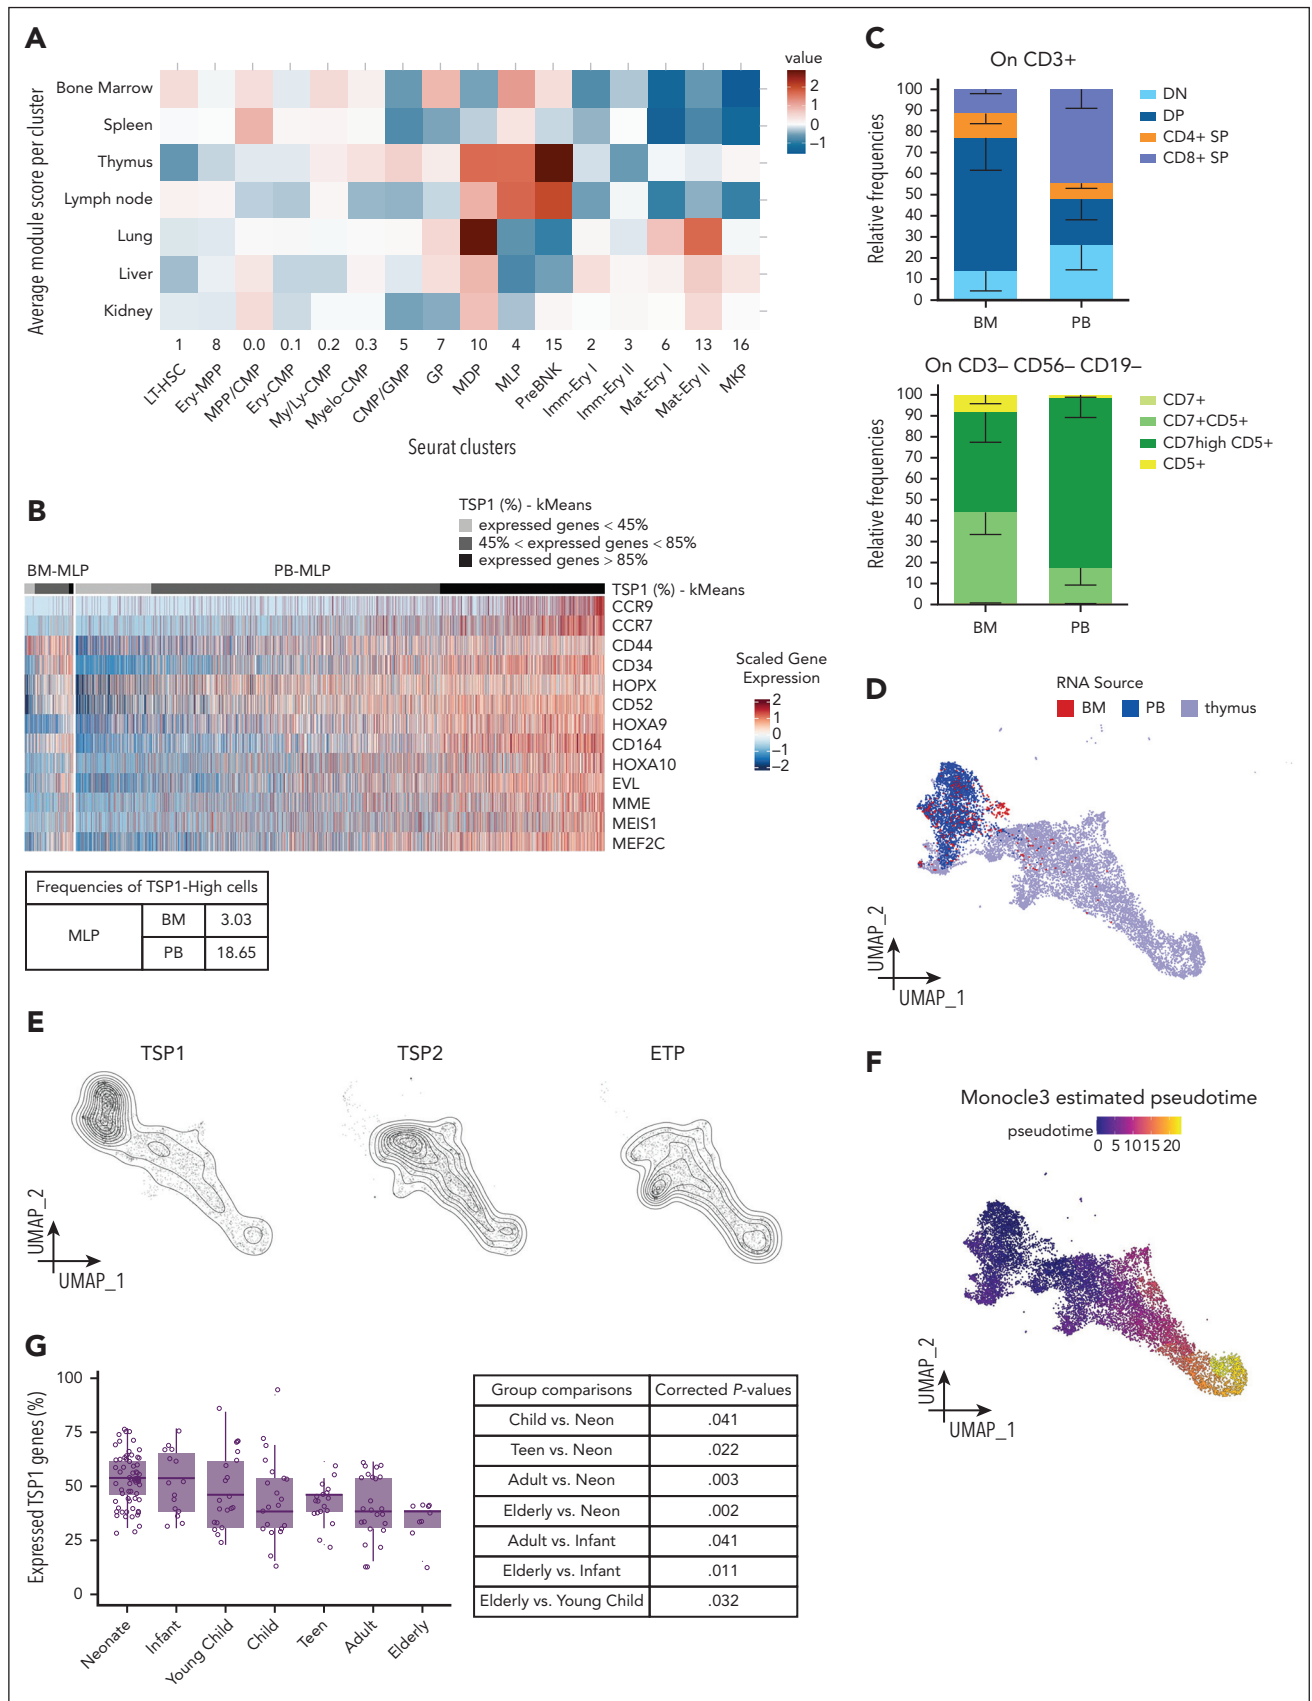 A
value
2
1
0
−1
Average module score per cluster
Bone Marrow
Spleen
Thymus
Lymph node
Lung
Liver
Kidney
1 8 0.0 0.1 0.2 0.3 5 7 10 4 15 2 3 6 13 16
LT-HSC Ery-MPP MPP/CMP Ery-CMP My/Ly-CMP Myelo-CMP CMP/GMP GP MDP MLP PreBNK Imm-Ery I Imm-Ery II Mat-Ery I Mat-Ery II MKP
Seurat clusters
B
TSP1 (%) - kMeans
expressed genes < 45%
45% < expressed genes < 85%
expressed genes > 85%
BM-MLP PB-MLP
TSP1 (%) - kMeans
CCR9
CCR7
CD44
CD34
HOPX
CD52
HOXA9
CD164
HOXA10
EVL
MME
MEIS1
MEF2C
Scaled Gene
Expression
2
1
0
−1
−2
Frequencies of TSP1-High cells
MLP
BM 3.03
PB 18.65
C
On CD3+
Relative frequencies
100
90
80
70
60
50
40
30
20
10
0
BM PB
DN
DP
CD4+ SP
CD8+ SP
On CD3– CD56– CD19–
Relative frequencies
100
90
80
70
60
50
40
30
20
10
0
BM PB
CD7+
CD7+CD5+
CD7high CD5+
CD5+
D
RNA Source
BM PB thymus
UMAP_2
UMAP_1
E
TSP1 TSP2 ETP
UMAP_2
UMAP_1
F
Monocle3 estimated pseudotime
pseudotime
0 5 10 15 20
UMAP_2
UMAP_1
G
Expressed TSP1 genes (%)
100
75
50
25
0
Neonate Infant Young Child Child Teen Adult Elderly
Group comparisons Corrected P-values
Child vs. Neon .041
Teen vs. Neon .022
Adult vs. Neon .003
Elderly vs. Neon .002
Adult vs. Infant .041
Elderly vs. Infant .011
Elderly vs. Young Child .032